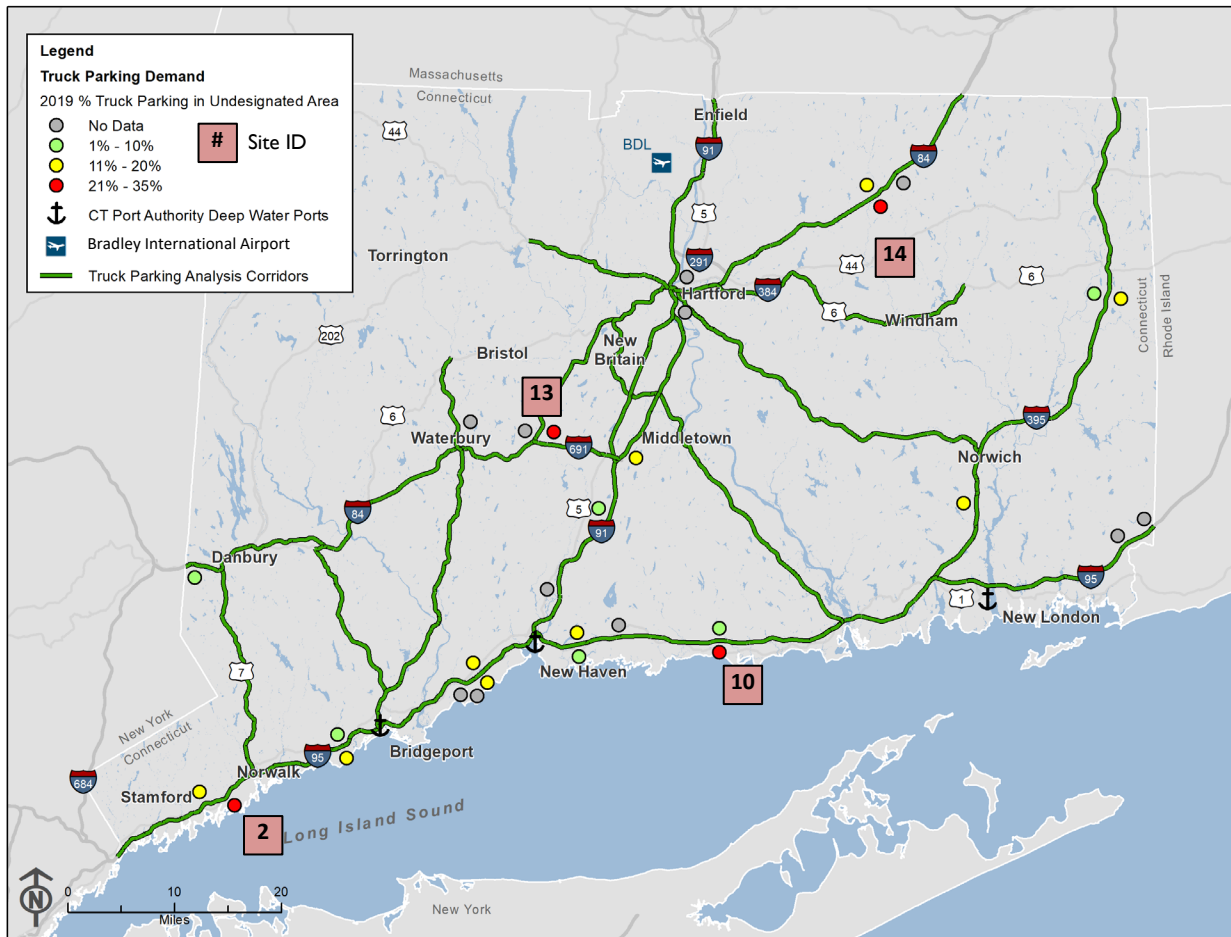 Legend
Truck Parking Demand
2019 % Truck Parking in Undesignated Area
No Data
1% - 10%
11% - 20%
21% - 35%
# Site ID
CT Port Authority Deep Water Ports
Bradley International Airport
Truck Parking Analysis Corridors
Massachusetts
Connecticut
44
Enfield
BDL
91
84
5
Torrington
291
14
44
6
Hartford
384
6
Windham
Connecticut
Rhode Island
202
Bristol
New
Britain
13
6
Waterbury
691
Middletown
395
Norwich
84
5
91
Danbury
95
1
New London
7
New Haven
10
New York
Connecticut
Bridgeport
95
Norwalk
684
Stamford
2
Long Island Sound
N
0 10 20
Miles
New York